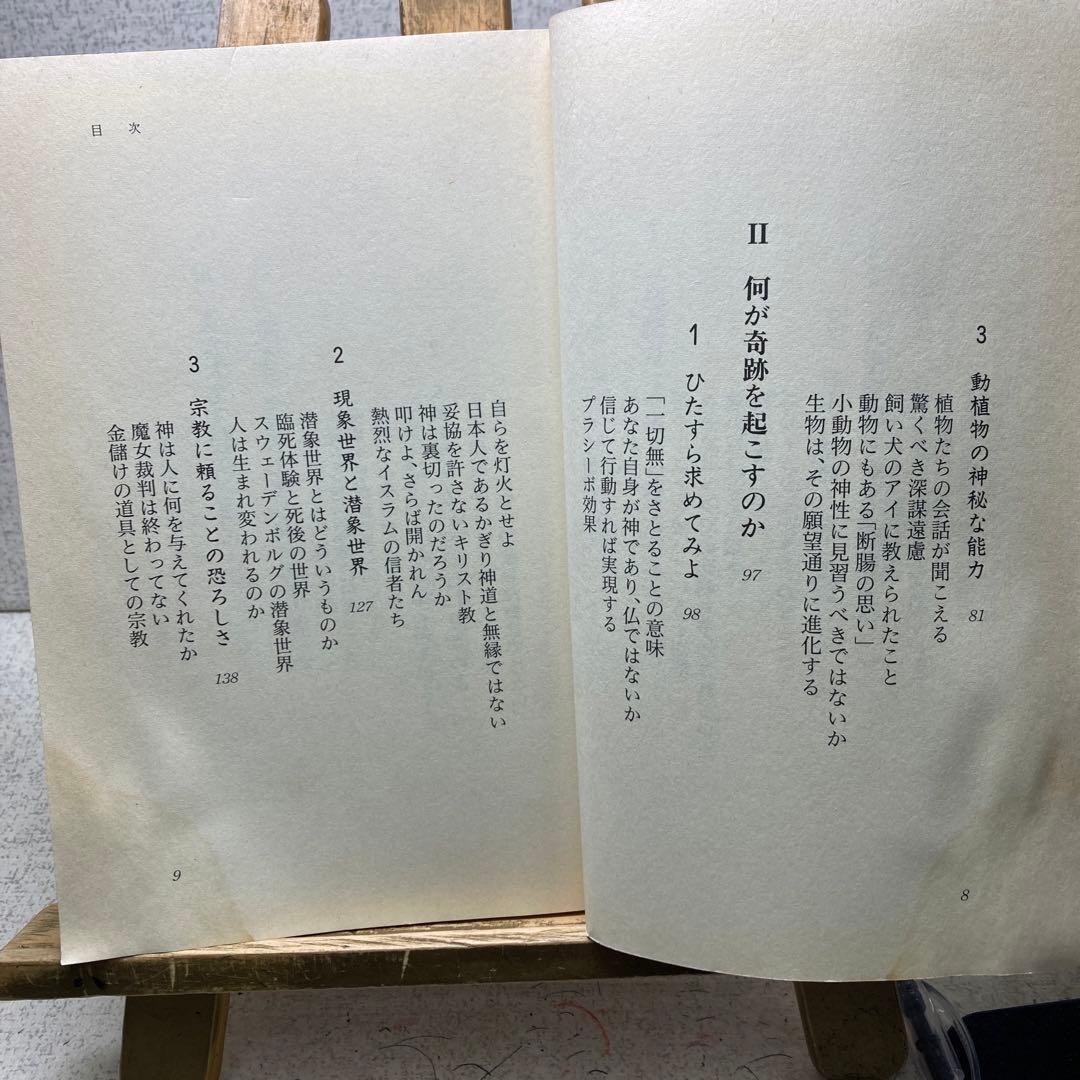 3 動植物の神秘な能力 81
植物たちの会話が聞こえる
驚くべき深謀遠慮
飼い犬のアイに教えられたこと
動物にもある「断腸の思い」
小動物の神性に見習うべきではないか
生物は、その願望通りに進化する
II 何が奇跡を起こすのか 97
1 ひたすら求めてみよ 98
「一切無」をさとることの意味
あなた自身が神であり、仏ではないか
信じて行動すれば実現する
プラシーボ効果
8
目次
自らを灯火とせよ
日本人であるかぎり神道と無縁ではない
妥協を許さないキリスト教
神は裏切ったのだろうか
叩けよ、さらば開かれん
熱烈なイスラムの信者たち
2 現象世界と潜象世界 127
潜象世界とはどういうものか
臨死体験と死後の世界
スウェーデンボルグの潜象世界
人は生まれ変われるのか
3 宗教に頼ることの恐ろしさ 138
神は人に何を与えてくれたか
魔女裁判は終わってない
金儲けの道具としての宗教
9